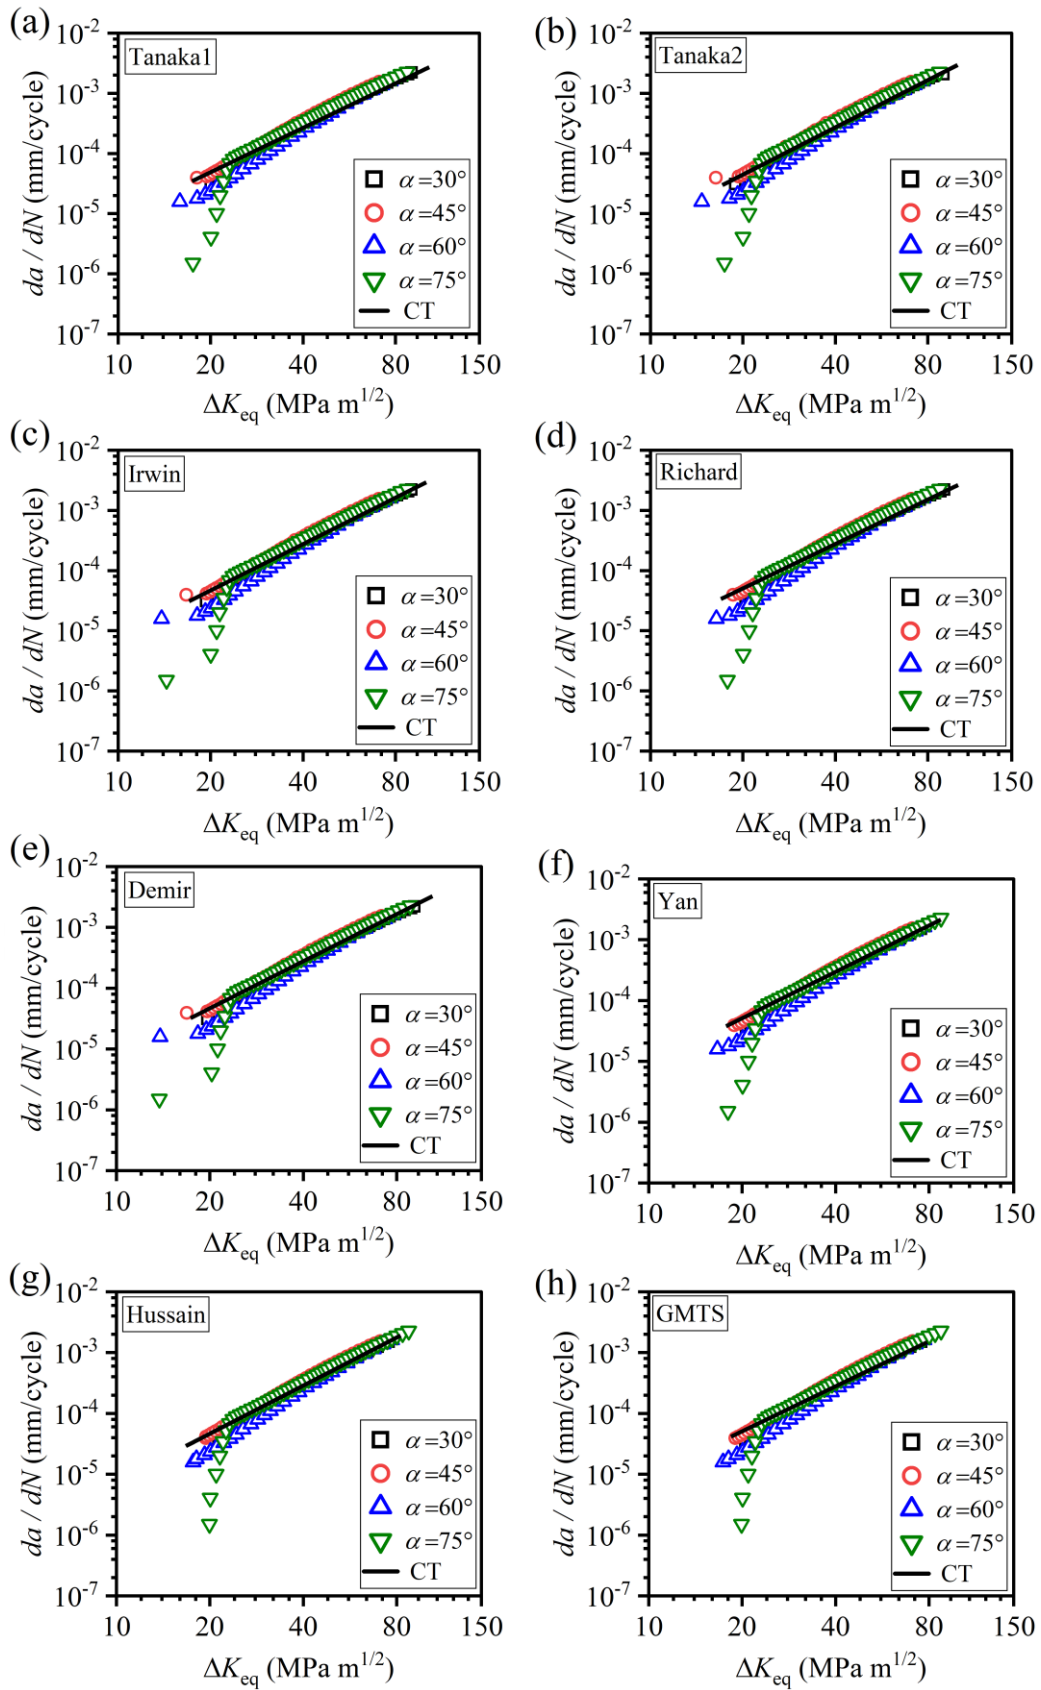 (a)
Tanaka1
da / dN (mm/cycle)
10⁻²
10⁻³
10⁻⁴
10⁻⁵
10⁻⁶
10⁻⁷
α=30°
α=45°
α=60°
α=75°
CT
10 20 40 80 150
ΔK_eq (MPa m^1/2)
(b)
Tanaka2
da / dN (mm/cycle)
10⁻²
10⁻³
10⁻⁴
10⁻⁵
10⁻⁶
10⁻⁷
α=30°
α=45°
α=60°
α=75°
CT
10 20 40 80 150
ΔK_eq (MPa m^1/2)
(c)
Irwin
da / dN (mm/cycle)
10⁻²
10⁻³
10⁻⁴
10⁻⁵
10⁻⁶
10⁻⁷
α=30°
α=45°
α=60°
α=75°
CT
10 20 40 80 150
ΔK_eq (MPa m^1/2)
(d)
Richard
da / dN (mm/cycle)
10⁻²
10⁻³
10⁻⁴
10⁻⁵
10⁻⁶
10⁻⁷
α=30°
α=45°
α=60°
α=75°
CT
10 20 40 80 150
ΔK_eq (MPa m^1/2)
(e)
Demir
da / dN (mm/cycle)
10⁻²
10⁻³
10⁻⁴
10⁻⁵
10⁻⁶
10⁻⁷
α=30°
α=45°
α=60°
α=75°
CT
10 20 40 80 150
ΔK_eq (MPa m^1/2)
(f)
Yan
da / dN (mm/cycle)
10⁻²
10⁻³
10⁻⁴
10⁻⁵
10⁻⁶
10⁻⁷
α=30°
α=45°
α=60°
α=75°
CT
10 20 40 80 150
ΔK_eq (MPa m^1/2)
(g)
Hussain
da / dN (mm/cycle)
10⁻²
10⁻³
10⁻⁴
10⁻⁵
10⁻⁶
10⁻⁷
α=30°
α=45°
α=60°
α=75°
CT
10 20 40 80 150
ΔK_eq (MPa m^1/2)
(h)
GMTS
da / dN (mm/cycle)
10⁻²
10⁻³
10⁻⁴
10⁻⁵
10⁻⁶
10⁻⁷
α=30°
α=45°
α=60°
α=75°
CT
10 20 40 80 150
ΔK_eq (MPa m^1/2)